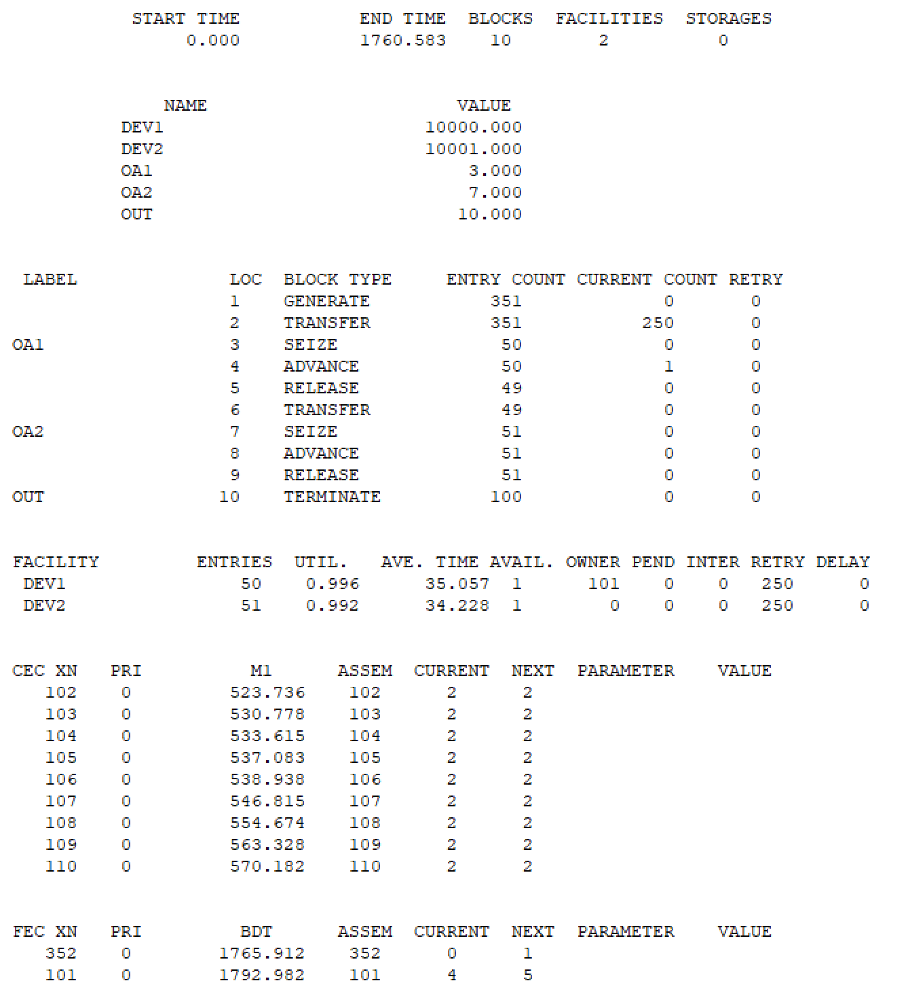 START TIME END TIME BLOCKS FACILITIES STORAGES
0.000 1760.583 10 2 0
NAME VALUE
DEV1 10000.000
DEV2 10001.000
OA1 3.000
OA2 7.000
OUT 10.000
LABEL LOC BLOCK TYPE ENTRY COUNT CURRENT COUNT RETRY
1 GENERATE 351 0 0
2 TRANSFER 351 250 0
OA1 3 SEIZE 50 0 0
4 ADVANCE 50 1 0
5 RELEASE 49 0 0
6 TRANSFER 49 0 0
OA2 7 SEIZE 51 0 0
8 ADVANCE 51 0 0
9 RELEASE 51 0 0
OUT 10 TERMINATE 100 0 0
FACILITY ENTRIES UTIL. AVE. TIME AVAIL. OWNER PEND INTER RETRY DELAY
DEV1 50 0.996 35.057 1 101 0 0 250 0
DEV2 51 0.992 34.228 1 0 0 0 250 0
CEC XN PRI M1 ASSEM CURRENT NEXT PARAMETER VALUE
102 0 523.736 102 2 2
103 0 530.778 103 2 2
104 0 533.615 104 2 2
105 0 537.083 105 2 2
106 0 538.938 106 2 2
107 0 546.815 107 2 2
108 0 554.674 108 2 2
109 0 563.328 109 2 2
110 0 570.182 110 2 2
FEC XN PRI BDT ASSEM CURRENT NEXT PARAMETER VALUE
352 0 1765.912 352 0 1
101 0 1792.982 101 4 5